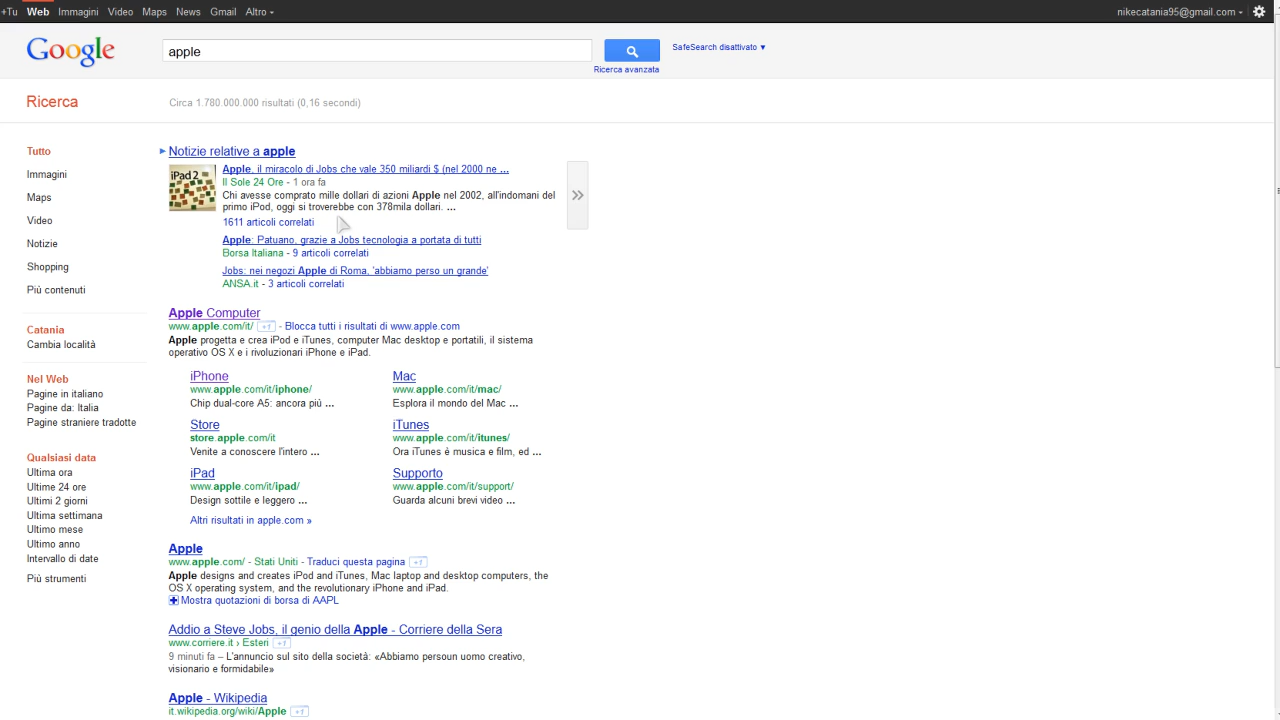 +Tu Web Immagini Video Maps News Gmail Altro nikecatania95@gmail.com
Google apple SafeSearch disattivato ▼
Ricerca avanzata
Ricerca Circa 1.780.000.000 risultati (0,16 secondi)
Tutto
Immagini
Maps
Video
Notizie
Shopping
Più contenuti
Catania
Cambia località
Nel Web
Pagine in italiano
Pagine da: Italia
Pagine straniere tradotte
Qualsiasi data
Ultima ora
Ultime 24 ore
Ultimi 2 giorni
Ultima settimana
Ultimo mese
Ultimo anno
Intervallo di date
Più strumenti
Notizie relative a apple
iPad 2
Apple, il miracolo di Jobs che vale 350 miliardi $ (nel 2000 ne ...
Il Sole 24 Ore - 1 ora fa
Chi avesse comprato mille dollari di azioni Apple nel 2002, all'indomani del
primo iPod, oggi si troverebbe con 378mila dollari. ...
1611 articoli correlati
»
Apple: Patuano, grazie a Jobs tecnologia a portata di tutti
Borsa Italiana - 9 articoli correlati
Jobs: nei negozi Apple di Roma, 'abbiamo perso un grande'
ANSA.it - 3 articoli correlati
Apple Computer
www.apple.com/it/ +1 - Blocca tutti i risultati di www.apple.com
Apple progetta e crea iPod e iTunes, computer Mac desktop e portatili, il sistema
operativo OS X e i rivoluzionari iPhone e iPad.
iPhone
www.apple.com/it/iphone/
Chip dual-core A5: ancora più ...
Mac
www.apple.com/it/mac/
Esplora il mondo del Mac ...
Store
store.apple.com/it
Venite a conoscere l'intero ...
iTunes
www.apple.com/it/itunes/
Ora iTunes è musica e film, ed ...
iPad
www.apple.com/it/ipad/
Design sottile e leggero ...
Supporto
www.apple.com/it/support/
Guarda alcuni brevi video ...
Altri risultati in apple.com »
Apple
www.apple.com/ - Stati Uniti - Traduci questa pagina +1
Apple designs and creates iPod and iTunes, Mac laptop and desktop computers, the
OS X operating system, and the revolutionary iPhone and iPad.
Mostra quotazioni di borsa di AAPL
Addio a Steve Jobs, il genio della Apple - Corriere della Sera
www.corriere.it › Esteri +1
9 minuti fa – L'annuncio sul sito della società: «Abbiamo persoun uomo creativo,
visionario e formidabile»
Apple - Wikipedia
it.wikipedia.org/wiki/Apple +1